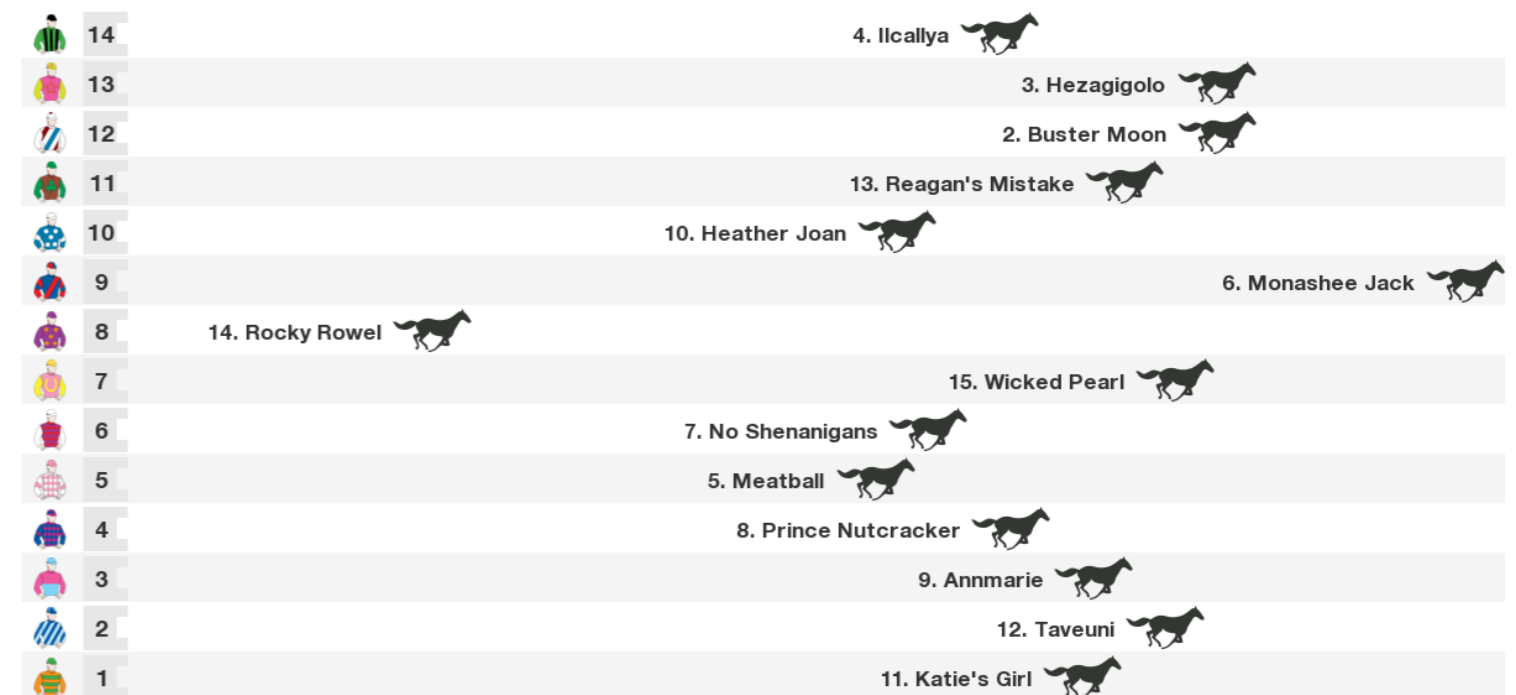 14 4. Ilcallya
13 3. Hezagigolo
12 2. Buster Moon
11 13. Reagan's Mistake
10 10. Heather Joan
9 6. Monashee Jack
8 14. Rocky Rowel
7 15. Wicked Pearl
6 7. No Shenanigans
5 5. Meatball
4 8. Prince Nutcracker
3 9. Annmarie
2 12. Taveuni
1 11. Katie's Girl